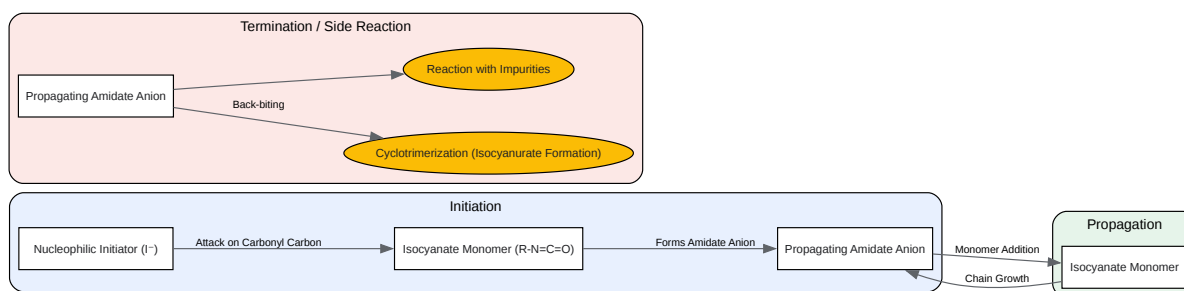 Termination / Side Reaction
Reaction with Impurities
Propagating Amidate Anion
Back-biting
Cyclotrimerization (Isocyanurate Formation)
Initiation
Propagation
Nucleophilic Initiator (I⁻)
Attack on Carbonyl Carbon
Isocyanate Monomer (R-N=C=O)
Forms Amidate Anion
Propagating Amidate Anion
Monomer Addition
Chain Growth
Isocyanate Monomer